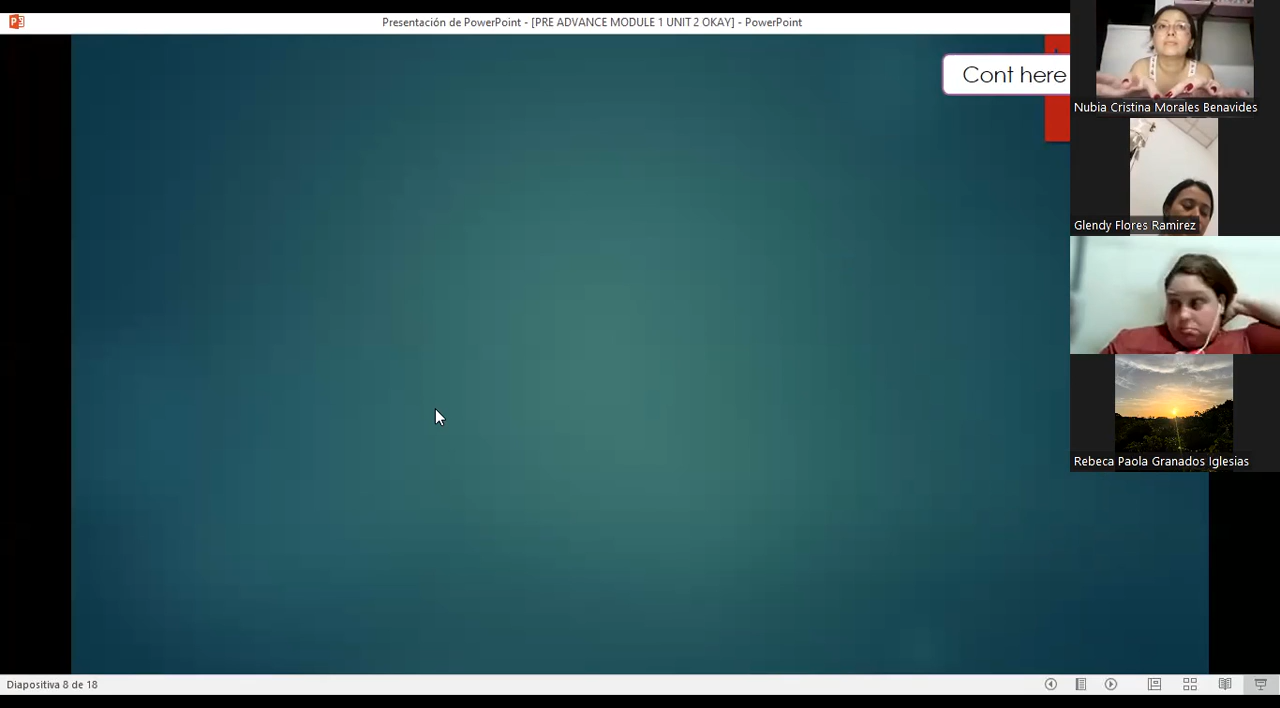 Presentación de PowerPoint - [PRE ADVANCE MODULE 1 UNIT 2 OKAY] - PowerPoint
Cont here
Nubia Cristina Morales Benavides
Glendy Flores Ramirez
Rebeca Paola Granados Iglesias
Diapositiva 8 de 18